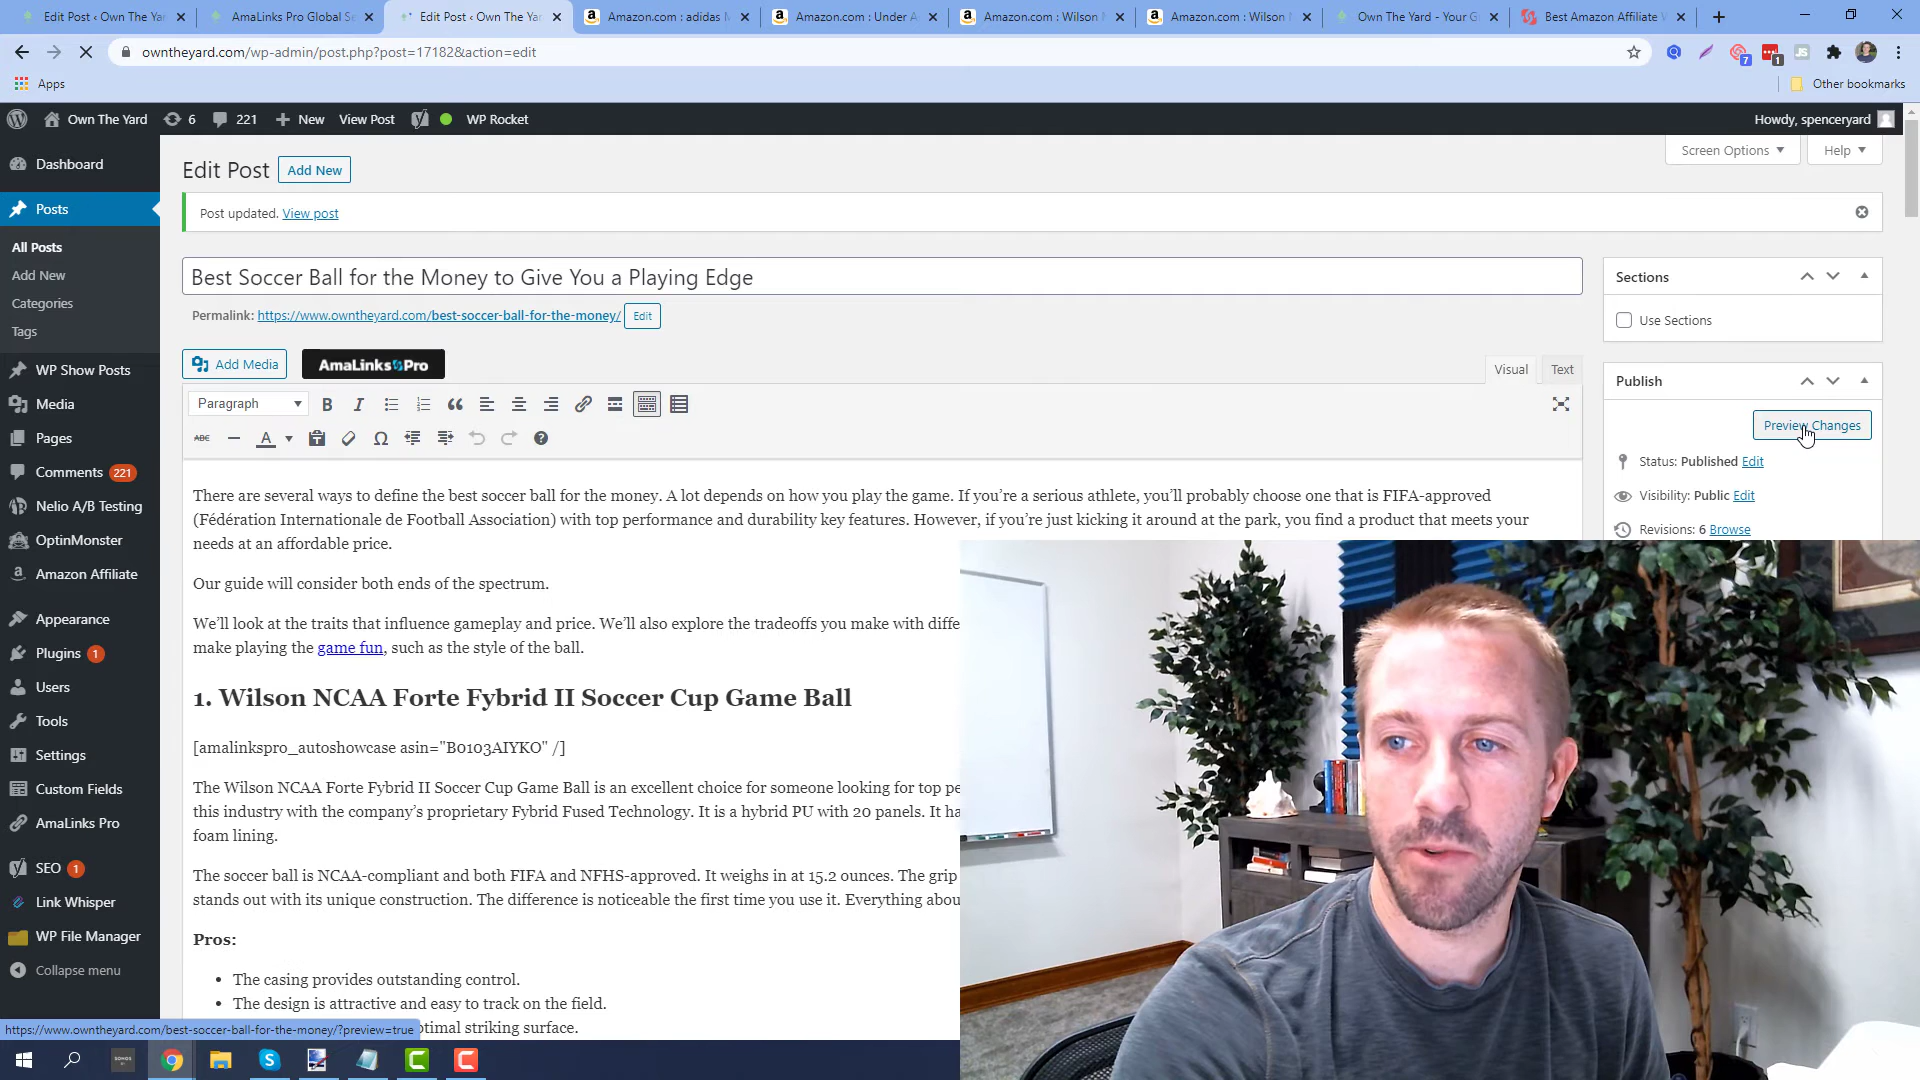 Edit Post ‹ Own The Ya
AmaLinks Pro Global Se
Edit Post ‹ Own The Ya
Amazon.com : adidas
Amazon.com : Under A
Amazon.com : Wilson
Amazon.com : Wilson
Own The Yard - Your G
Best Amazon Affiliate
owntheyard.com/wp-admin/post.php?post=17182&action=edit
7
1
JS
Apps
Other bookmarks
Own The Yard
6
221
New
View Post
WP Rocket
Howdy, spenceryard
Dashboard
Posts
All Posts
Add New
Categories
Tags
WP Show Posts
Media
Pages
Comments 221
Nelio A/B Testing
OptinMonster
Amazon Affiliate
Appearance
Plugins 1
Users
Tools
Settings
Custom Fields
AmaLinks Pro
SEO 1
Link Whisper
WP File Manager
Collapse menu
Screen Options
Help
Edit Post
Add New
Post updated. View post
Best Soccer Ball for the Money to Give You a Playing Edge
Permalink: https://www.owntheyard.com/best-soccer-ball-for-the-money/ Edit
Add Media
AmaLinks Pro
Visual
Text
Paragraph
B
I
ABC
A
There are several ways to define the best soccer ball for the money. A lot depends on how you play the game. If you're a serious athlete, you'll probably choose one that is FIFA-approved
(Fédération Internationale de Football Association) with top performance and durability key features. However, if you're just kicking it around at the park, you find a product that meets your
needs at an affordable price.
Our guide will consider both ends of the spectrum.
We'll look at the traits that influence gameplay and price. We'll also explore the tradeoffs you make with diffe
make playing the game fun, such as the style of the ball.
1. Wilson NCAA Forte Fybrid II Soccer Cup Game Ball
[amalinkspro_autoshowcase asin="B0103AIYKO" /]
The Wilson NCAA Forte Fybrid II Soccer Cup Game Ball is an excellent choice for someone looking for top pe
this industry with the company's proprietary Fybrid Fused Technology. It is a hybrid PU with 20 panels. It ha
foam lining.
The soccer ball is NCAA-compliant and both FIFA and NFHS-approved. It weighs in at 15.2 ounces. The grip
stands out with its unique construction. The difference is noticeable the first time you use it. Everything abou
Pros:
The casing provides outstanding control.
The design is attractive and easy to track on the field.
ptimal striking surface.
Sections
Use Sections
Publish
Preview Changes
Status: Published Edit
Visibility: Public Edit
Revisions: 6 Browse
https://www.owntheyard.com/best-soccer-ball-for-the-money/?preview=true
SONOS